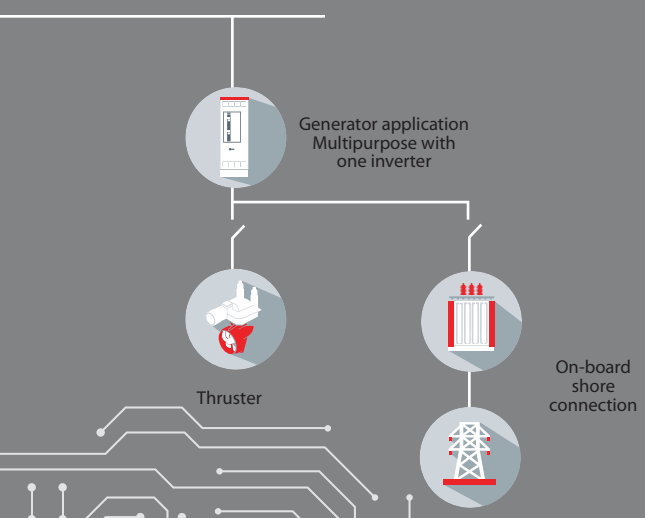 Generator application
Multipurpose with
one inverter
Thruster
On-board
shore
connection